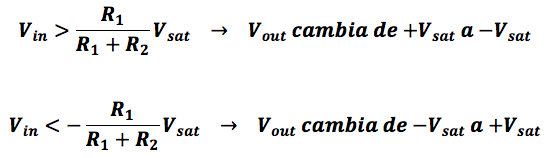 V_in > R_1 / (R_1 + R_2) V_sat → V_out cambia de +V_sat a −V_sat
V_in < − R_1 / (R_1 + R_2) V_sat → V_out cambia de −V_sat a +V_sat